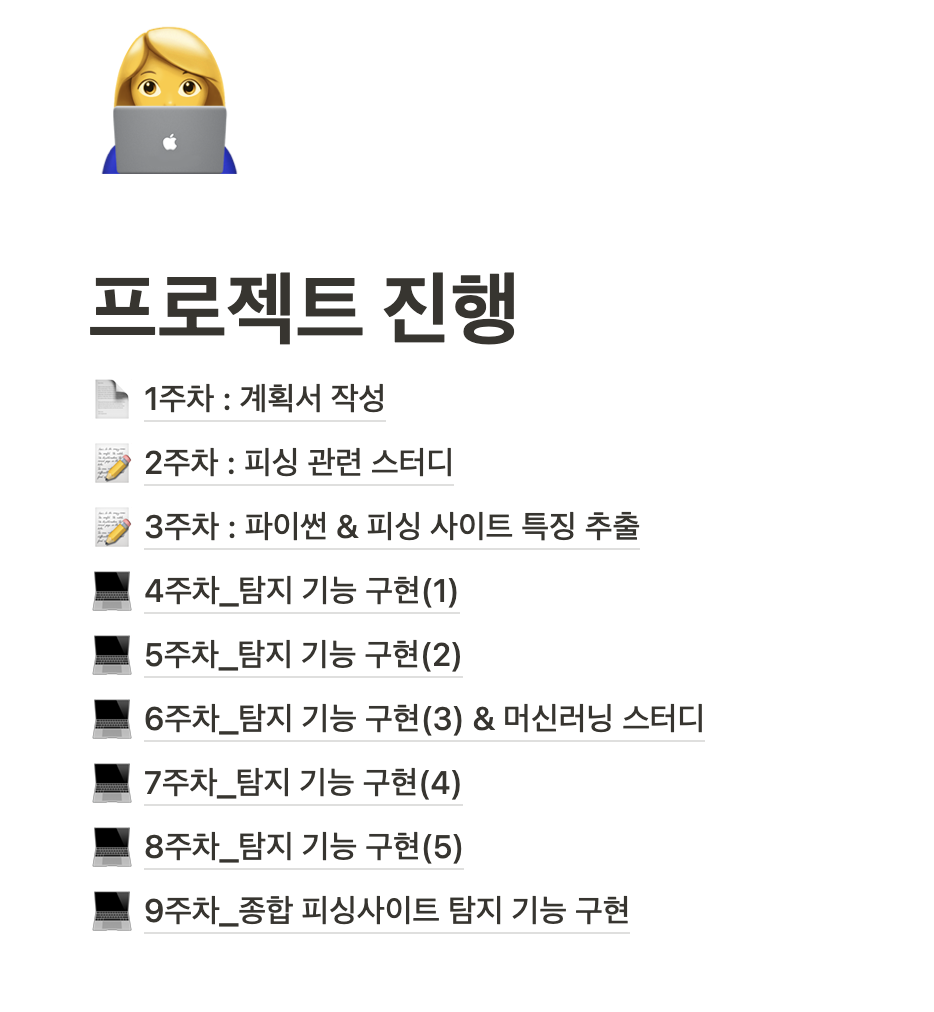 프로젝트 진행
1주차 : 계획서 작성
2주차 : 피싱 관련 스터디
3주차 : 파이썬 & 피싱 사이트 특징 추출
4주차_탐지 기능 구현(1)
5주차_탐지 기능 구현(2)
6주차_탐지 기능 구현(3) & 머신러닝 스터디
7주차_탐지 기능 구현(4)
8주차_탐지 기능 구현(5)
9주차_종합 피싱사이트 탐지 기능 구현